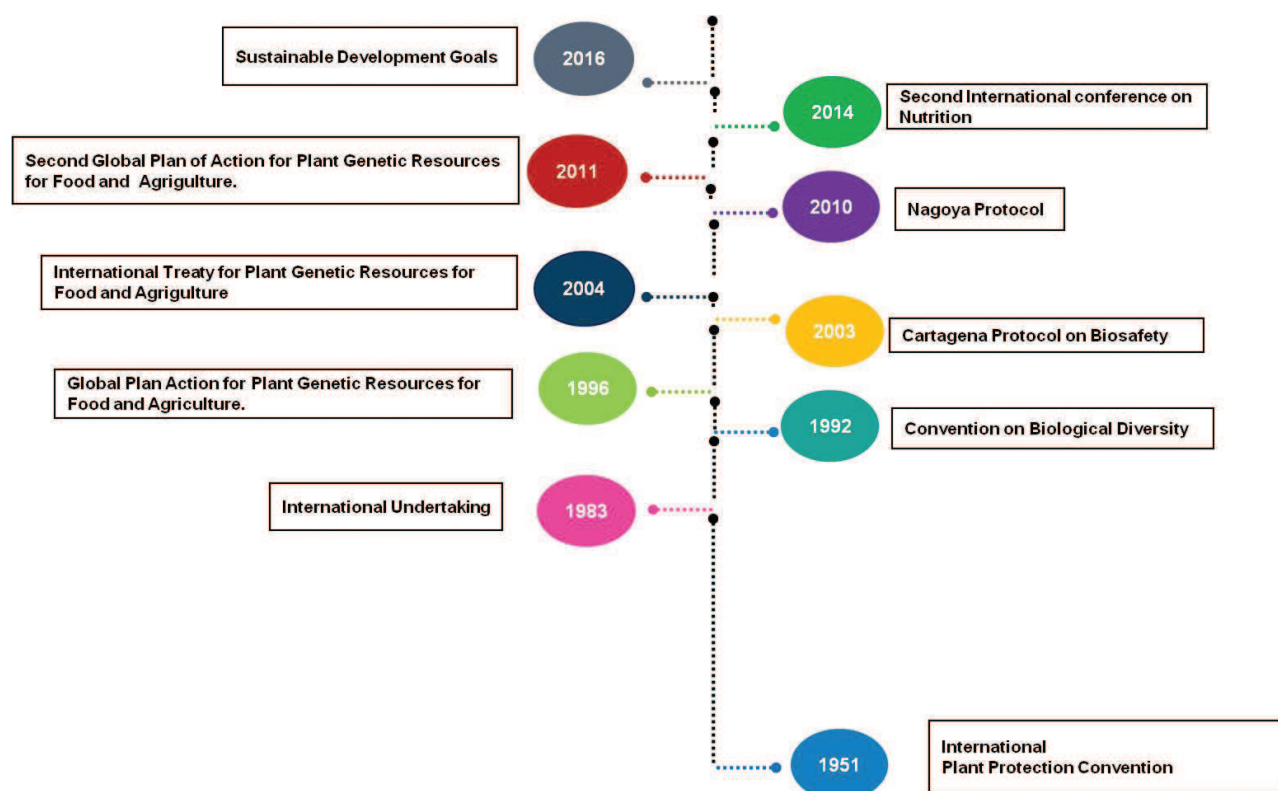 Sustainable Development Goals
2016
2014
Second International conference on
Nutrition
Second Global Plan of Action for Plant Genetic Resources
for Food and Agrigulture.
2011
2010
Nagoya Protocol
International Treaty for Plant Genetic Resources for
Food and Agrigulture
2004
2003
Cartagena Protocol on Biosafety
Global Plan Action for Plant Genetic Resources for
Food and Agriculture.
1996
1992
Convention on Biological Diversity
International Undertaking
1983
1951
International
Plant Protection Convention